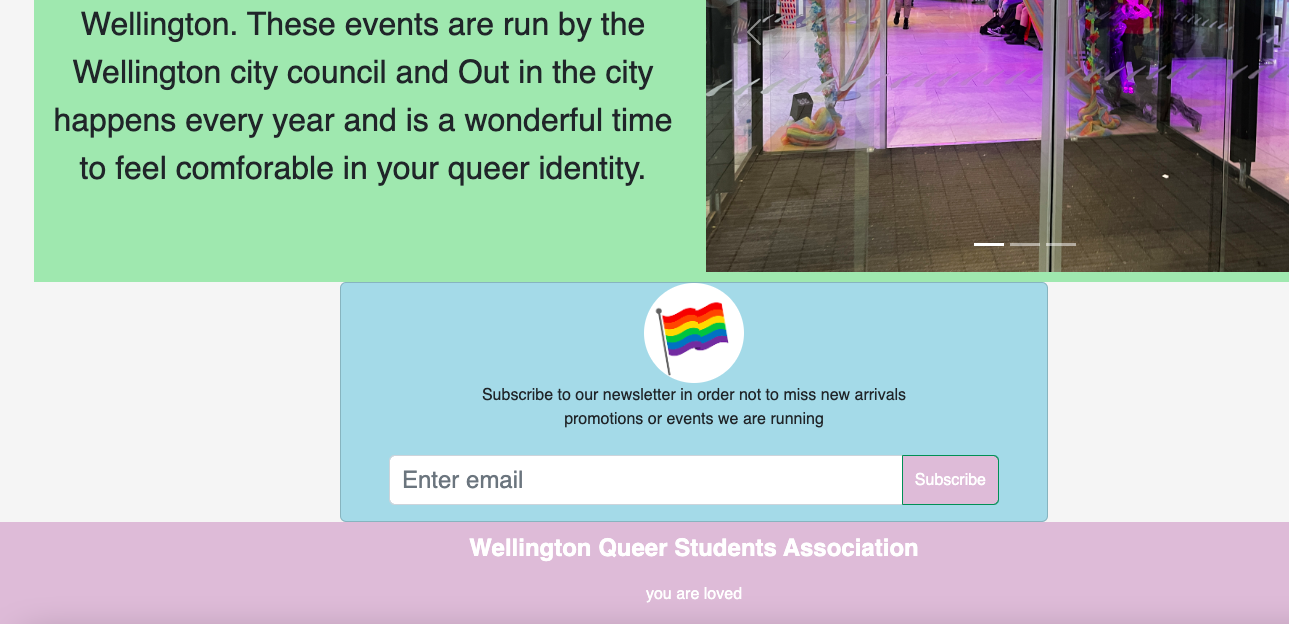 Wellington. These events are run by the
Wellington city council and Out in the city
happens every year and is a wonderful time
to feel comforable in your queer identity.
Subscribe to our newsletter in order not to miss new arrivals
promotions or events we are running
Enter email
Subscribe
Wellington Queer Students Association
you are loved